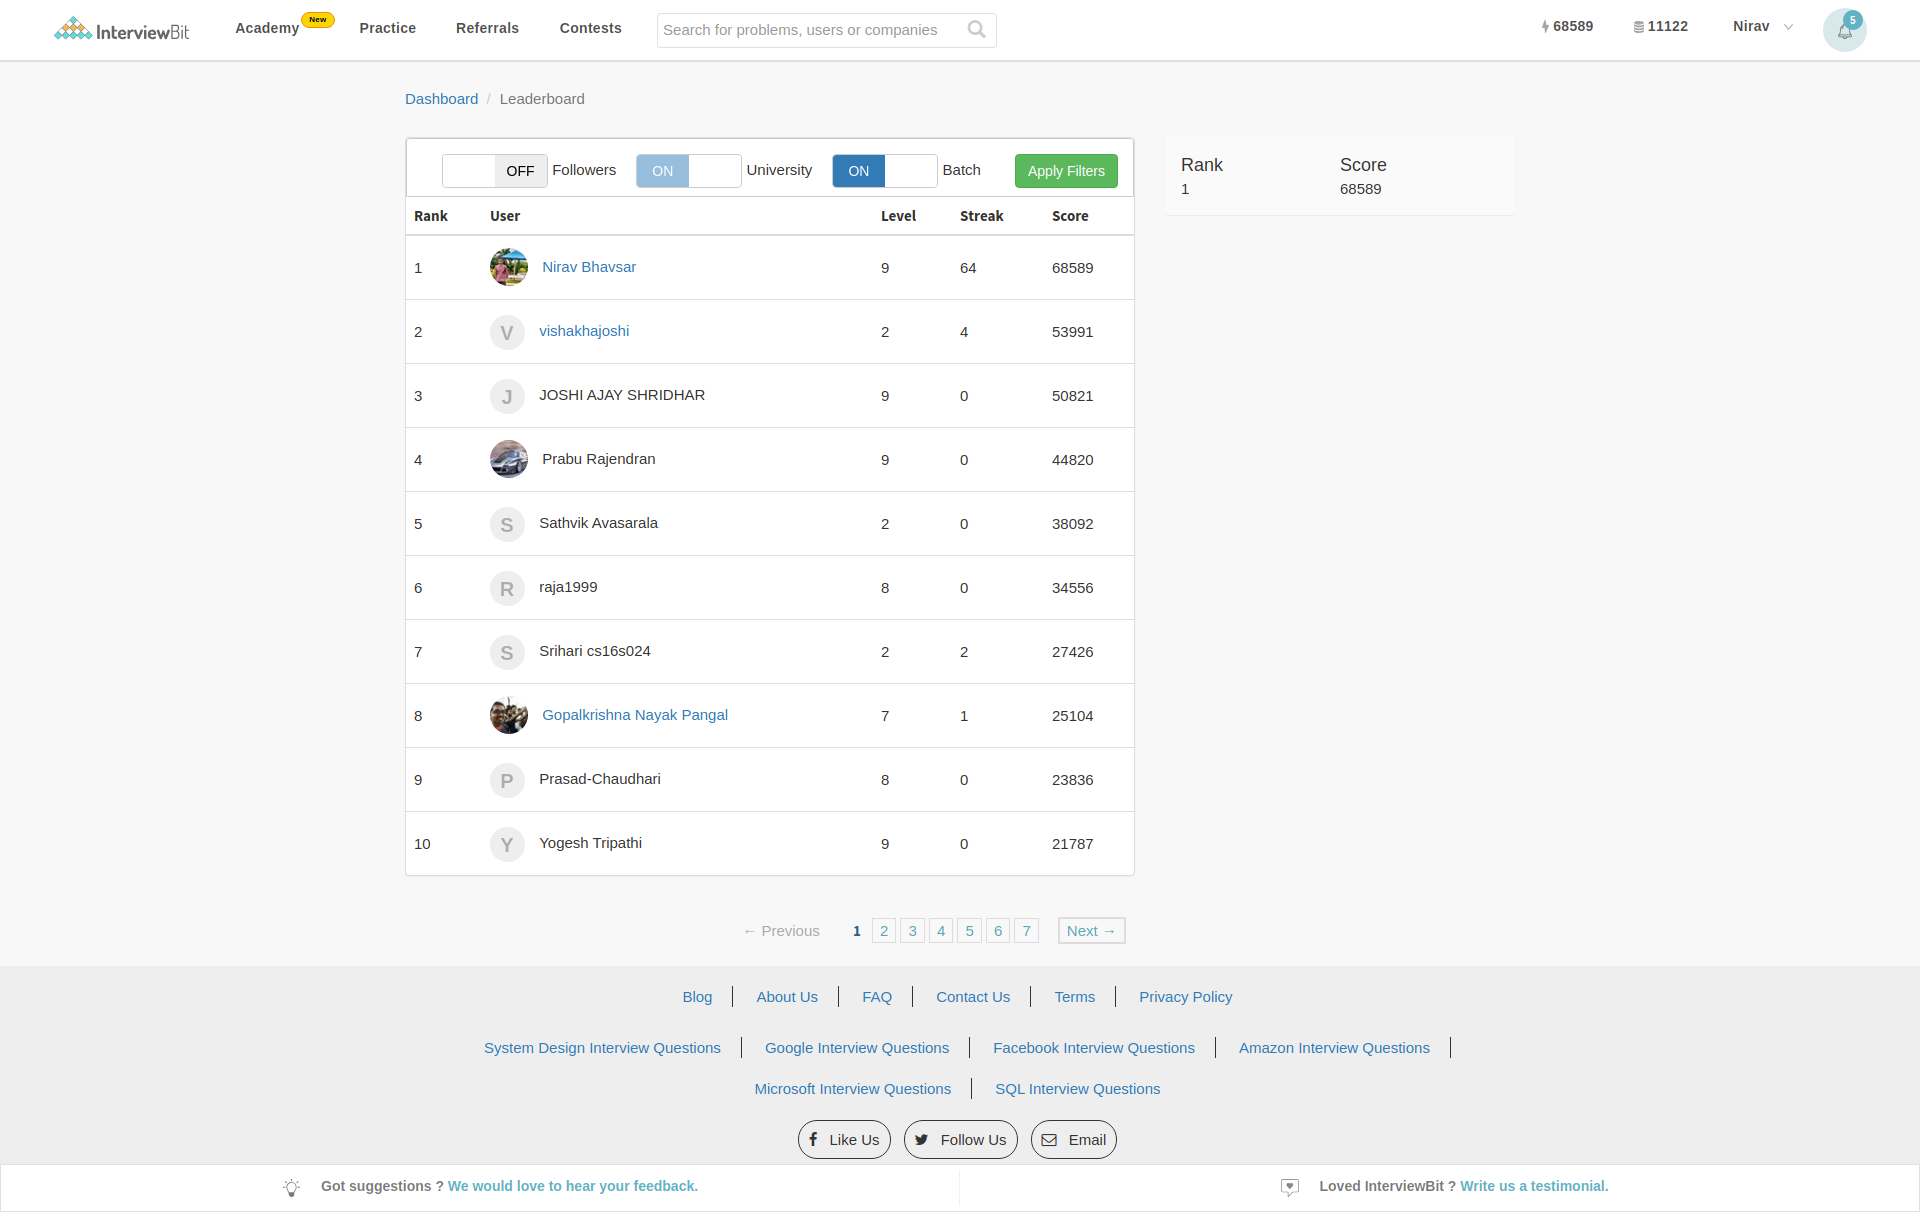 InterviewBit Academy New Practice Referrals Contests Search for problems, users or companies 68589 11122 Nirav 5
Dashboard / Leaderboard
OFF Followers ON University ON Batch Apply Filters
Rank Score
1 68589
Rank User Level Streak Score
1 Nirav Bhavsar 9 64 68589
2 V vishakhajoshi 2 4 53991
3 J JOSHI AJAY SHRIDHAR 9 0 50821
4 Prabu Rajendran 9 0 44820
5 S Sathvik Avasarala 2 0 38092
6 R raja1999 8 0 34556
7 S Srihari cs16s024 2 2 27426
8 Gopalkrishna Nayak Pangal 7 1 25104
9 P Prasad-Chaudhari 8 0 23836
10 Y Yogesh Tripathi 9 0 21787
← Previous 1 2 3 4 5 6 7 Next →
Blog About Us FAQ Contact Us Terms Privacy Policy
System Design Interview Questions Google Interview Questions Facebook Interview Questions Amazon Interview Questions
Microsoft Interview Questions SQL Interview Questions
Like Us Follow Us Email
Got suggestions ? We would love to hear your feedback. Loved InterviewBit ? Write us a testimonial.